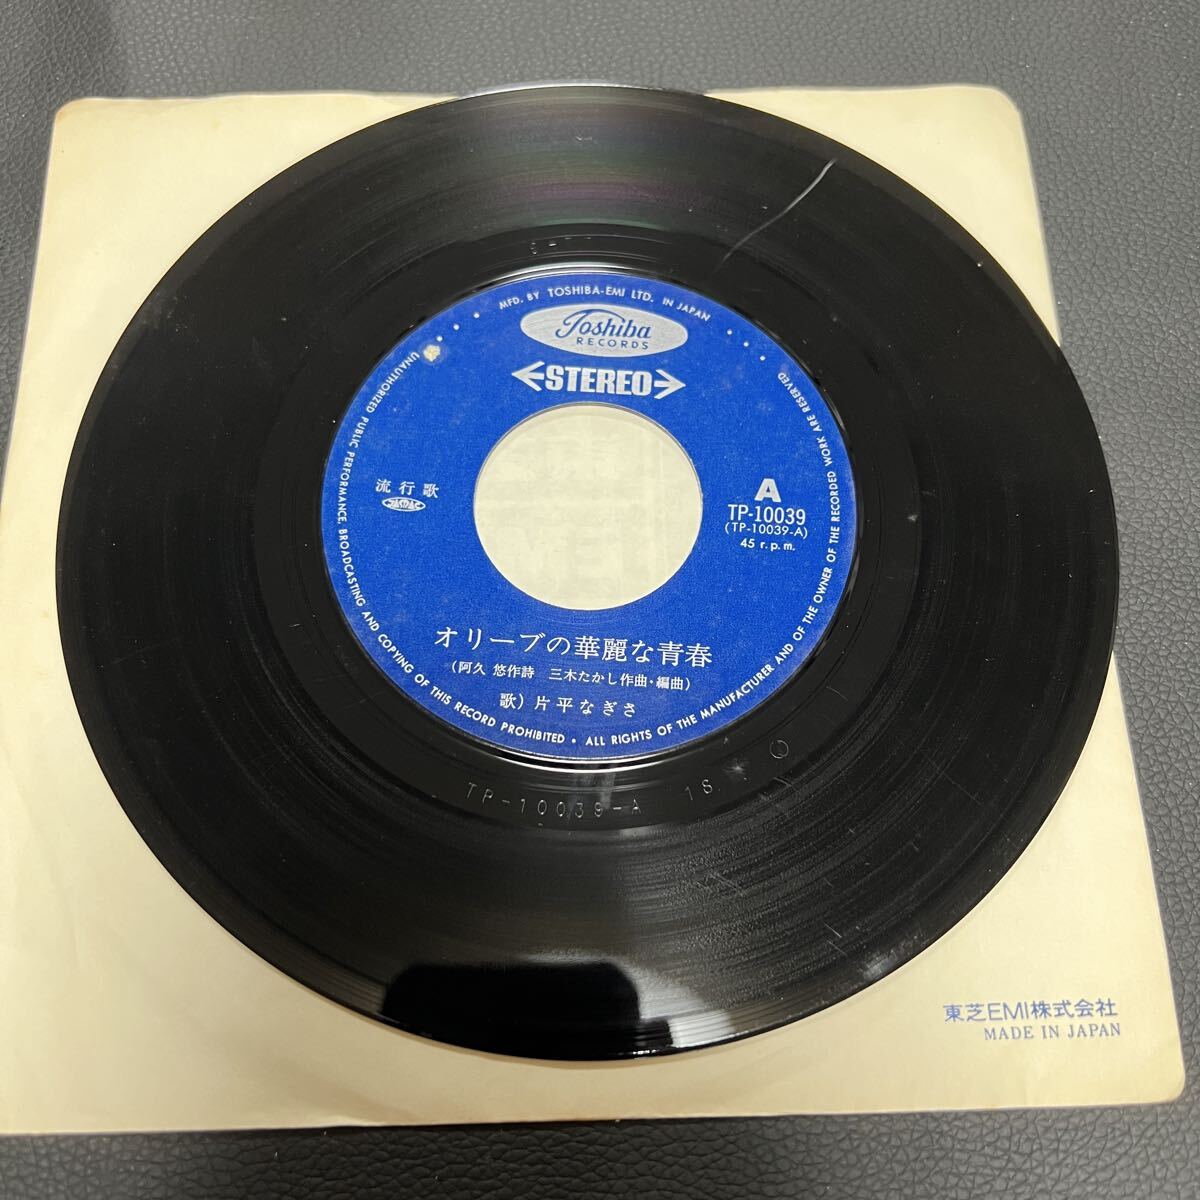 MFD. BY TOSHIBA-EMI LTD. IN JAPAN
Toshiba
RECORDS
STEREO
流行歌
JASRAC
A
TP-10039
(TP-10039-A)
45 r.p.m.
オリーブの華麗な青春
(阿久 悠作詩 三木たかし作曲・編曲)
歌)片平なぎさ
UNAUTHORIZED PUBLIC PERFORMANCE, BROADCASTING AND COPYING OF THIS RECORD PROHIBITED • ALL RIGHTS OF THE MANUFACTURER AND OF THE OWNER OF THE RECORDED WORK ARE RESERVED
TP-10039-A 1S
東芝EMI株式会社
MADE IN JAPAN